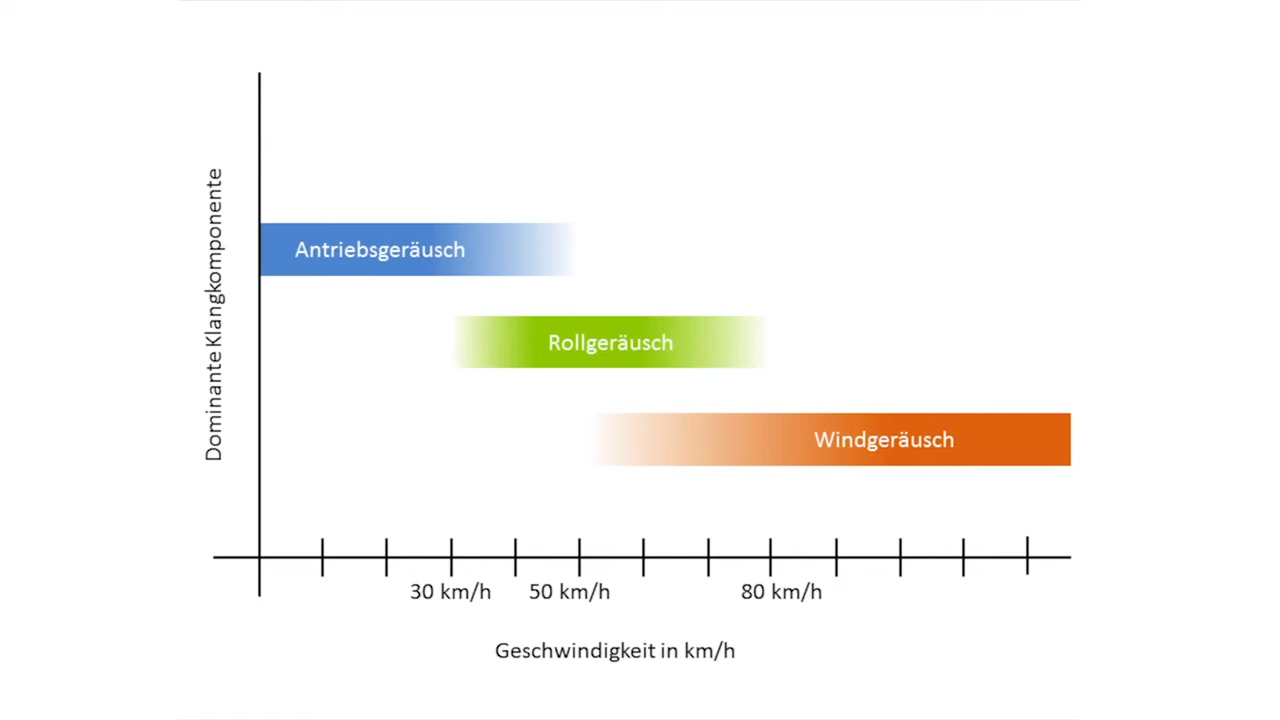 Dominante Klangkomponente
Antriebsgeräusch
Rollgeräusch
Windgeräusch
30 km/h 50 km/h 80 km/h
Geschwindigkeit in km/h